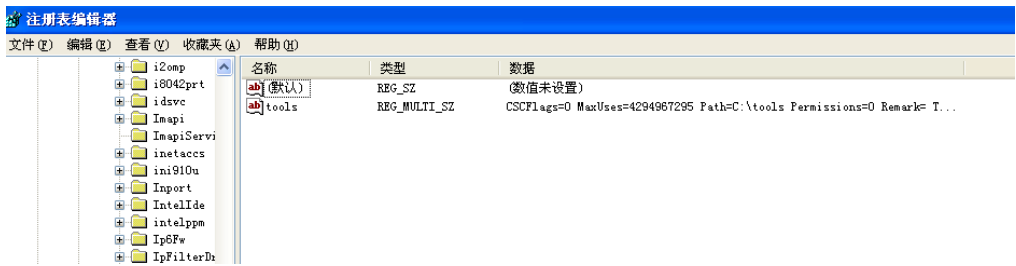 注册表编辑器
文件(F) 编辑(E) 查看(V) 收藏夹(A) 帮助(H)
i2omp
i8042prt
idsvc
Imapi
ImapiServi
inetaccs
ini910u
Inport
IntelIde
intelppm
Ip6Fw
IpFilterDr
名称 类型 数据
ab (默认) REG_SZ (数值未设置)
ab tools REG_MULTI_SZ CSCFlags=0 MaxUses=4294967295 Path=C:\tools Permissions=0 Remark= T...